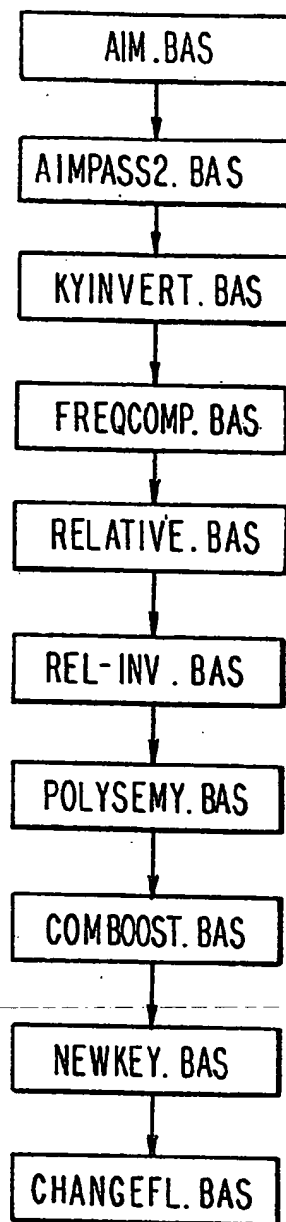 AIM.BAS
AIMPASS2.BAS
KYINVERT.BAS
FREQCOMP.BAS
RELATIVE.BAS
REL-INV.BAS
POLYSEMY.BAS
COMBOOST.BAS
NEWKEY.BAS
CHANGEFL.BAS